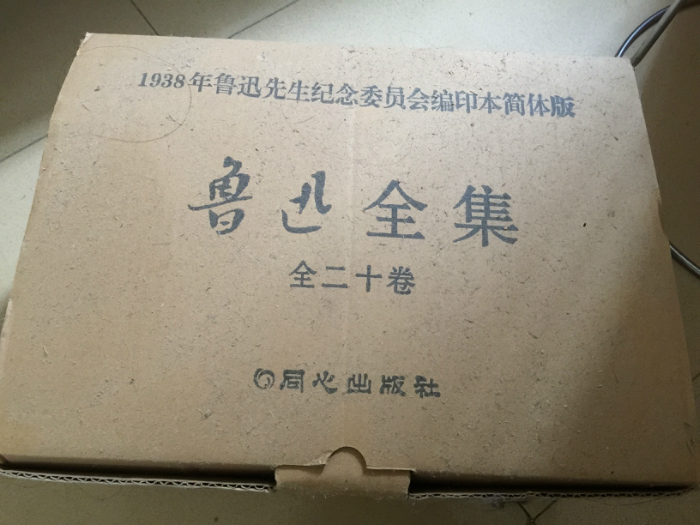 1938年鲁迅先生纪念委员会编印本简体版
鲁迅全集
全二十卷
同心出版社